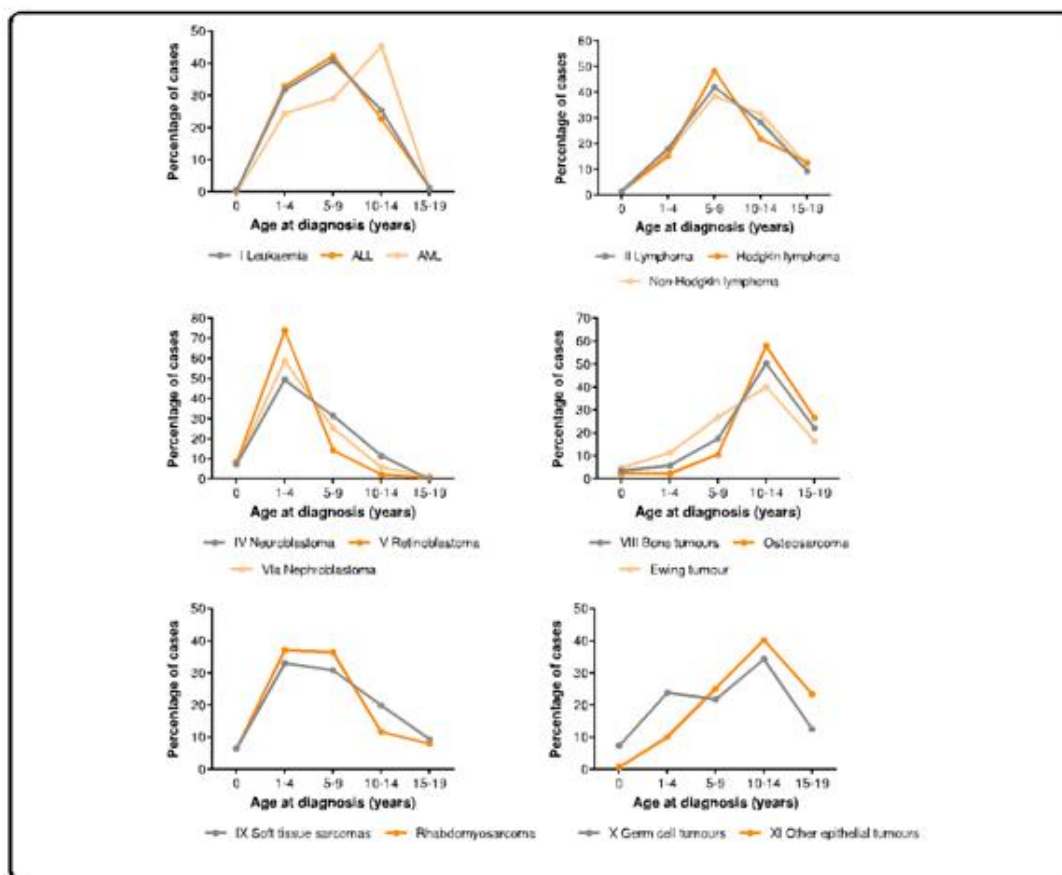 50
40
30
20
10
0
Percentage of cases
0 1-4 5-9 10-14 15-19
Age at diagnosis (years)
I Leukaemia ALL AML
60
50
40
30
20
10
0
Percentage of cases
0 1-4 5-9 10-14 15-19
Age at diagnosis (years)
II Lymphoma Hodgkin lymphoma
Non-Hodgkin lymphoma
80
70
60
50
40
30
20
10
0
Percentage of cases
0 1-4 5-9 10-14 15-19
Age at diagnosis (years)
IV Neuroblastoma V Retinoblastoma
VIa Nephroblastoma
70
60
50
40
30
20
10
0
Percentage of cases
0 1-4 5-9 10-14 15-19
Age at diagnosis (years)
VIII Bone tumours Osteosarcoma
Ewing tumour
50
40
30
20
10
0
Percentage of cases
0 1-4 5-9 10-14 15-19
Age at diagnosis (years)
IX Soft tissue sarcomas Rhabdomyosarcoma
50
40
30
20
10
0
Percentage of cases
0 1-4 5-9 10-14 15-19
Age at diagnosis (years)
X Germ cell tumours XI Other epithelial tumours